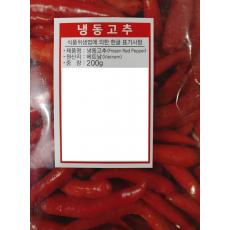 냉동고추
식품위생법에 의한 한글 표기사항
•제품명 : 냉동고추(Frozen Red Pepper)
•원산지 : 베트남(Vietnam)
•중 량 : 200g